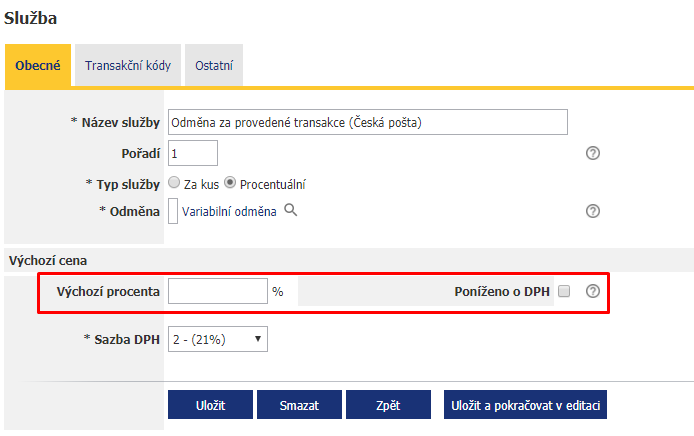 Služba
Obecné Transakční kódy Ostatní
* Název služby Odměna za provedené transakce (Česká pošta)
Pořadí 1 ?
* Typ služby Za kus Procentuální
* Odměna Variabilní odměna ?
Výchozí cena
Výchozí procenta % Poníženo o DPH ?
* Sazba DPH 2 - (21%)
Uložit Smazat Zpět Uložit a pokračovat v editaci